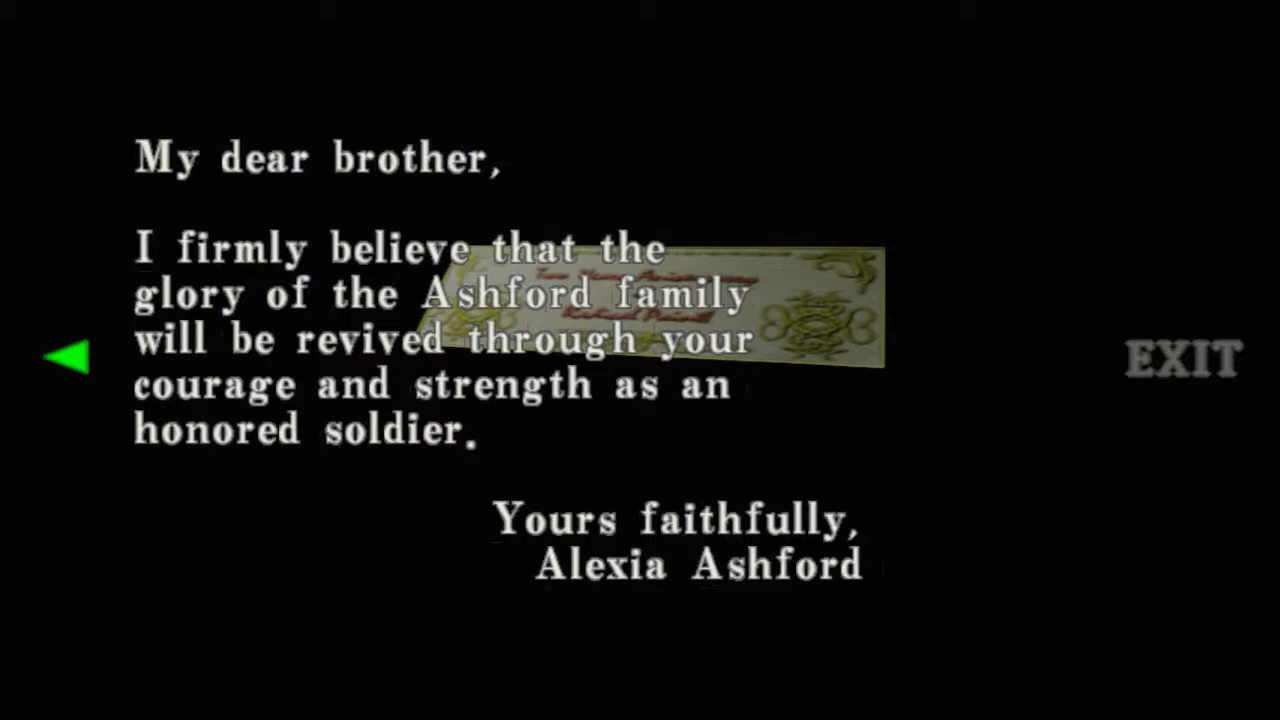 My dear brother,
I firmly believe that the
glory of the Ashford family
will be revived through your
courage and strength as an
honored soldier.
Yours faithfully,
Alexia Ashford
EXIT